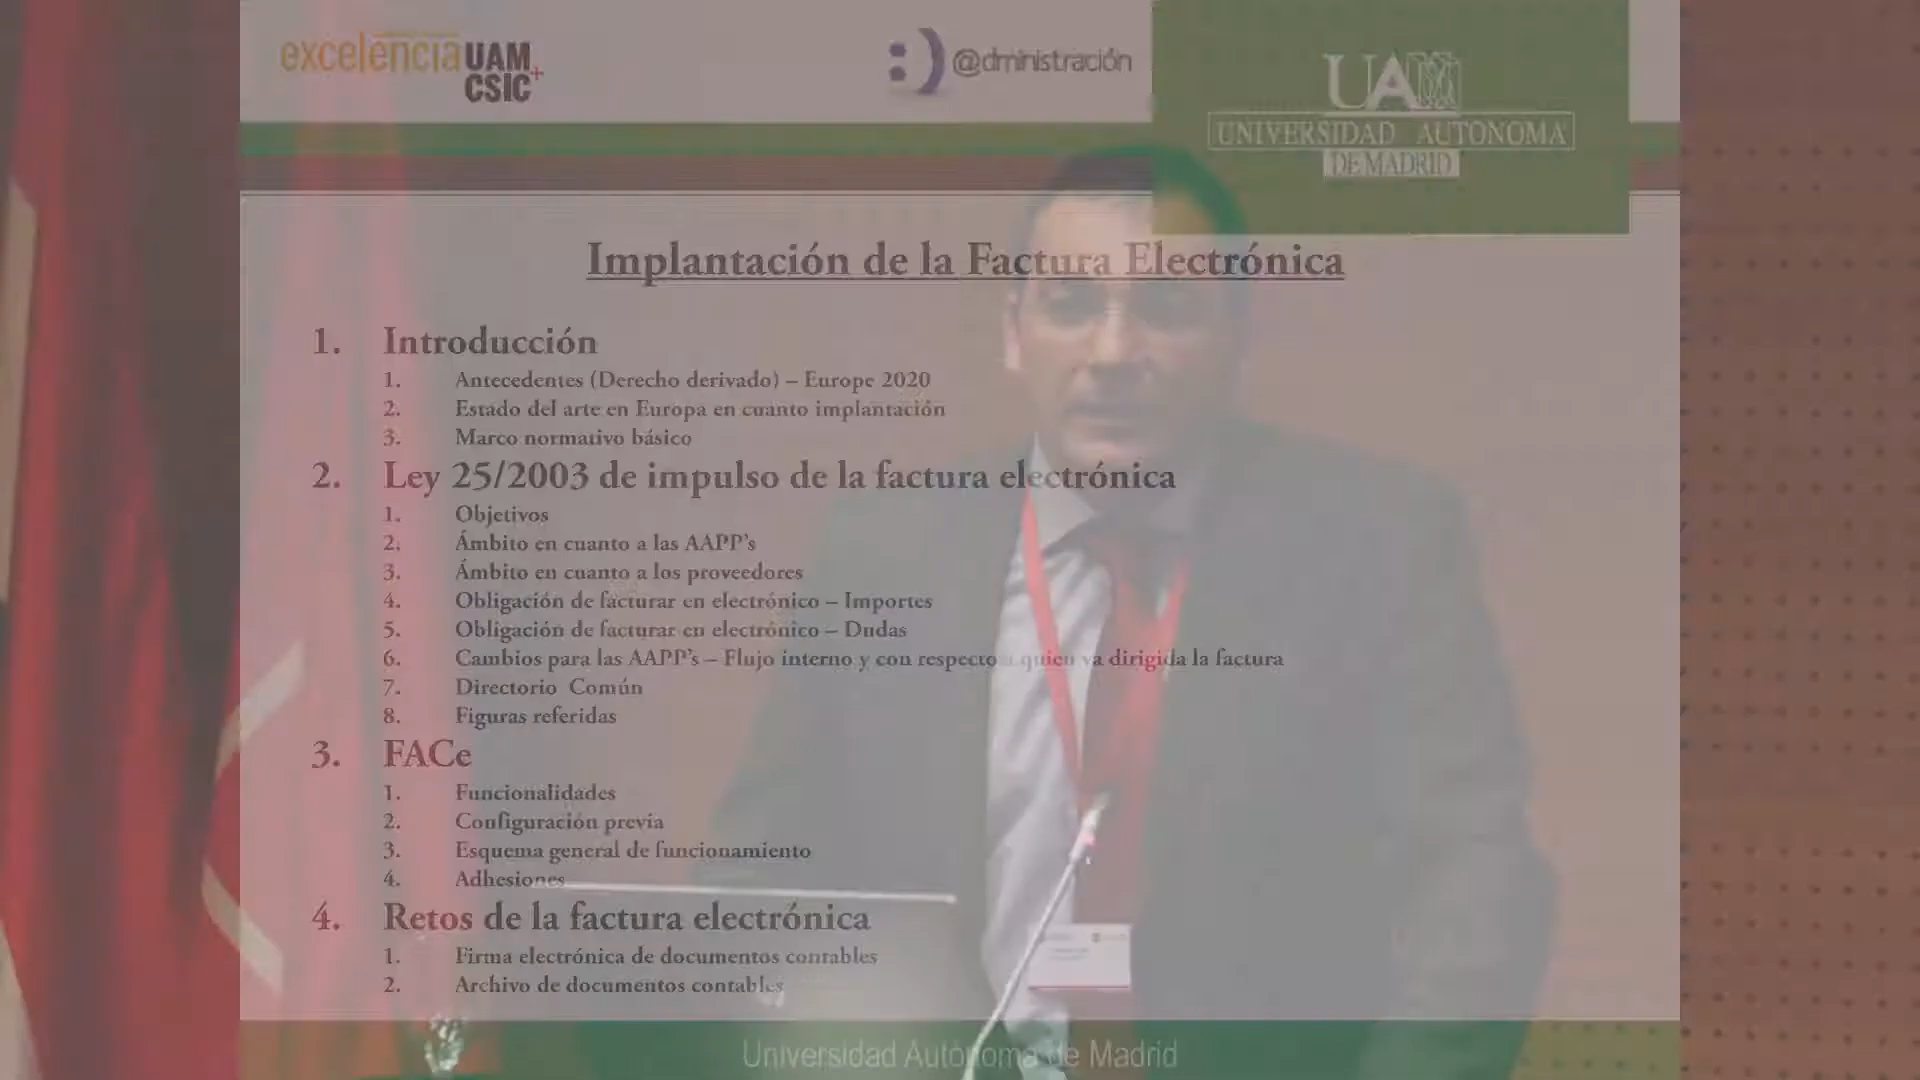 excelencia UAM
CSIC+
:) @dministración
UAM
UNIVERSIDAD AUTONOMA
DE MADRID
Implantación de la Factura Electrónica
1. Introducción
1. Antecedentes (Derecho derivado) – Europe 2020
2. Estado del arte en Europa en cuanto implantación
3. Marco normativo básico
2. Ley 25/2003 de impulso de la factura electrónica
1. Objetivos
2. Ámbito en cuanto a las AAPP's
3. Ámbito en cuanto a los proveedores
4. Obligación de facturar en electrónico – Importes
5. Obligación de facturar en electrónico – Dudas
6. Cambios para las AAPP's – Flujo interno y con respecto a quien va dirigida la factura
7. Directorio Común
8. Figuras referidas
3. FACe
1. Funcionalidades
2. Configuración previa
3. Esquema general de funcionamiento
4. Adhesiones
4. Retos de la factura electrónica
1. Firma electrónica de documentos contables
2. Archivo de documentos contables
Universidad Autónoma de Madrid